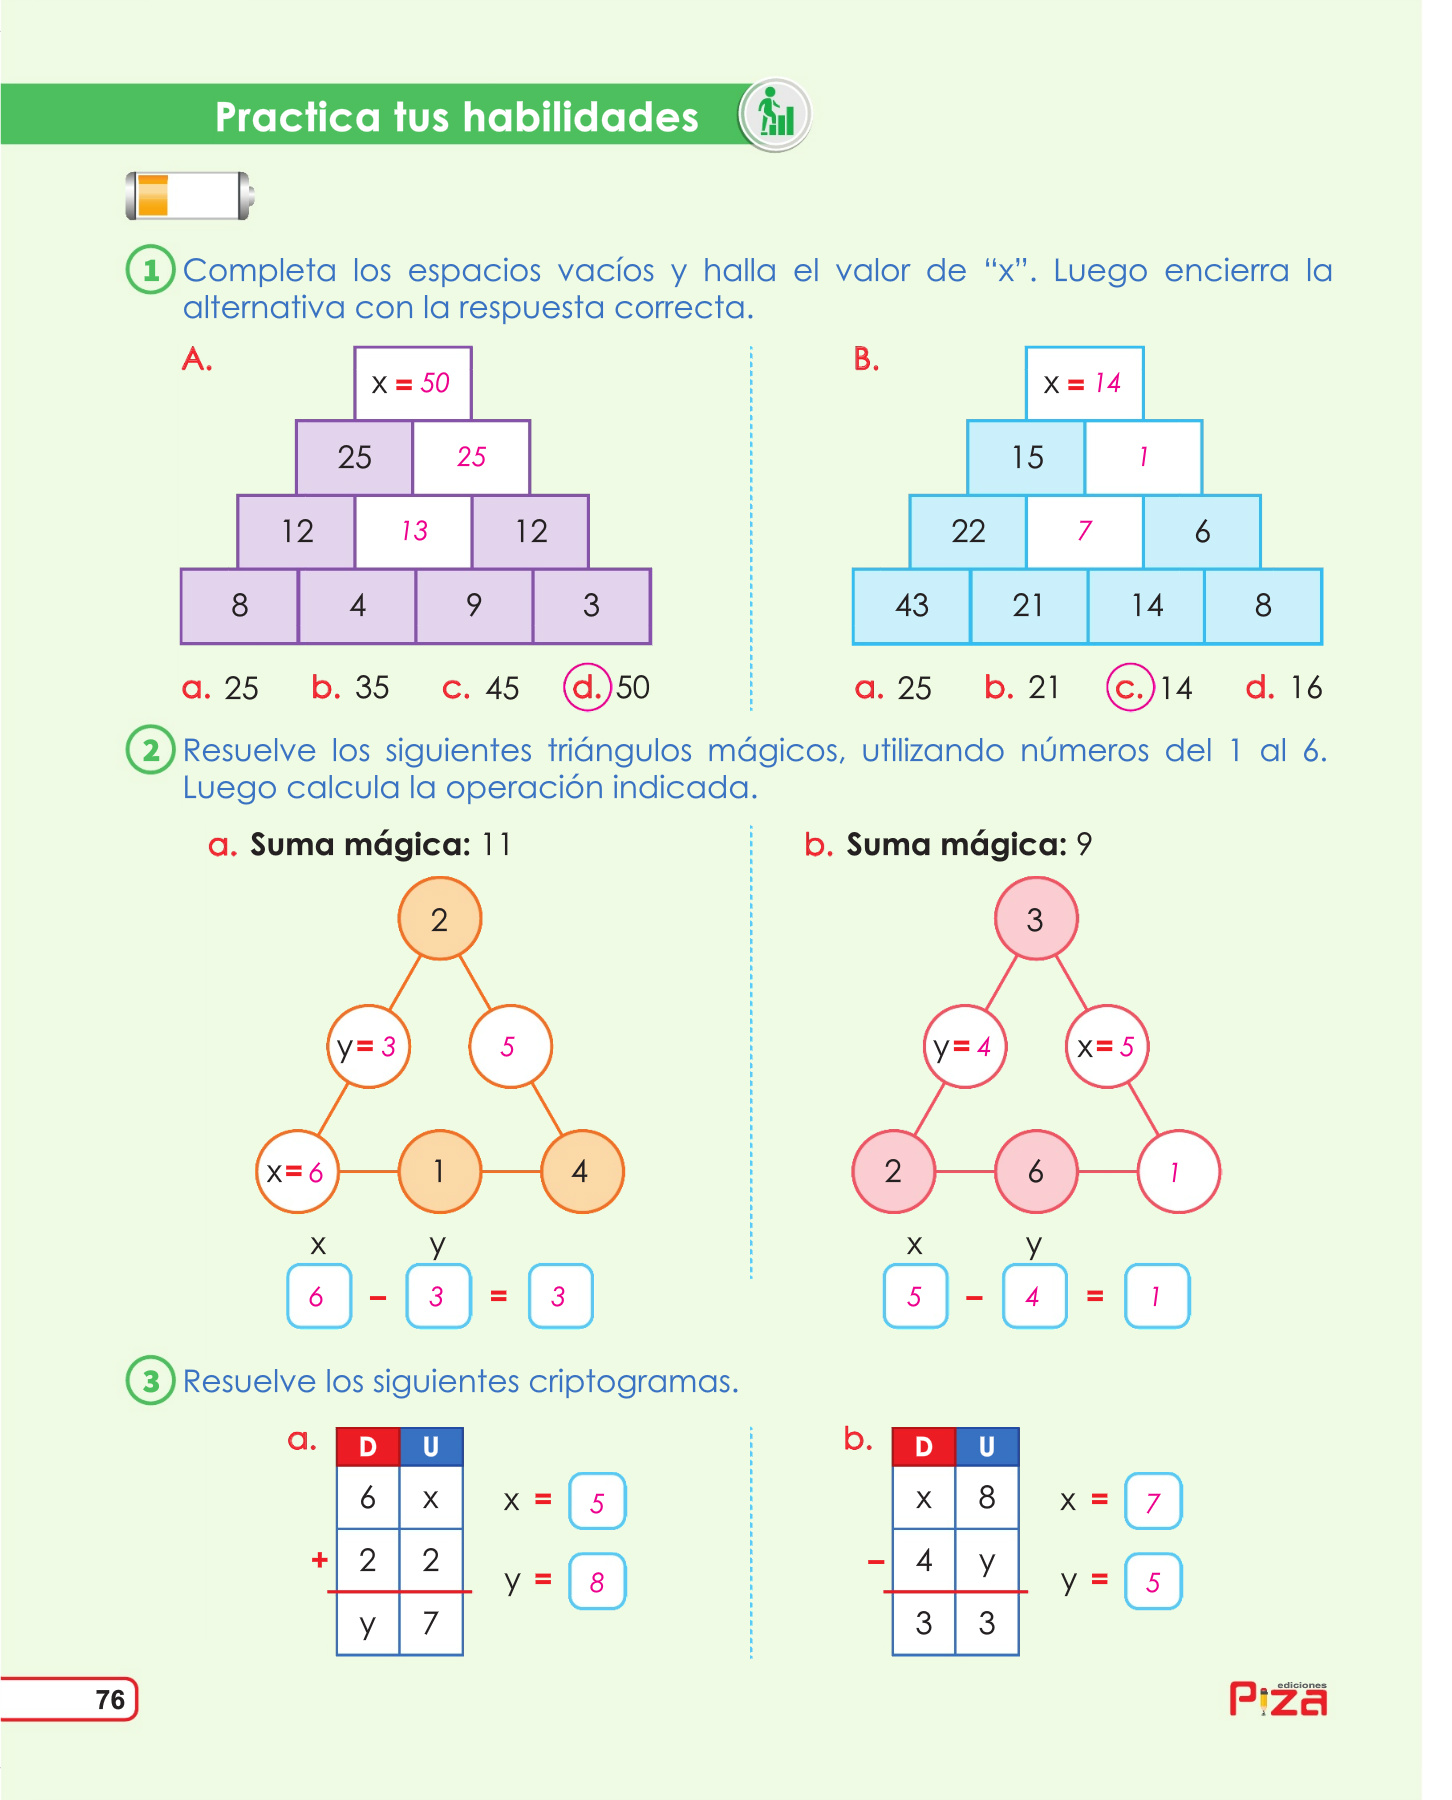 Practica tus habilidades
1 Completa los espacios vacíos y halla el valor de “x”. Luego encierra la
alternativa con la respuesta correcta.
A.
x = 50
25 25
12 13 12
8 4 9 3
a. 25 b. 35 c. 45 d. 50
B.
x = 14
15 1
22 7 6
43 21 14 8
a. 25 b. 21 c. 14 d. 16
2 Resuelve los siguientes triángulos mágicos, utilizando números del 1 al 6.
Luego calcula la operación indicada.
a. Suma mágica: 11
2
y = 3 5
x = 6 1 4
x y
6 – 3 = 3
b. Suma mágica: 9
3
y = 4 x = 5
2 6 1
x y
5 – 4 = 1
3 Resuelve los siguientes criptogramas.
a.
D U
6 x
+ 2 2
y 7
x = 5
y = 8
b.
D U
x 8
– 4 y
3 3
x = 7
y = 5
76
ediciones
Piza